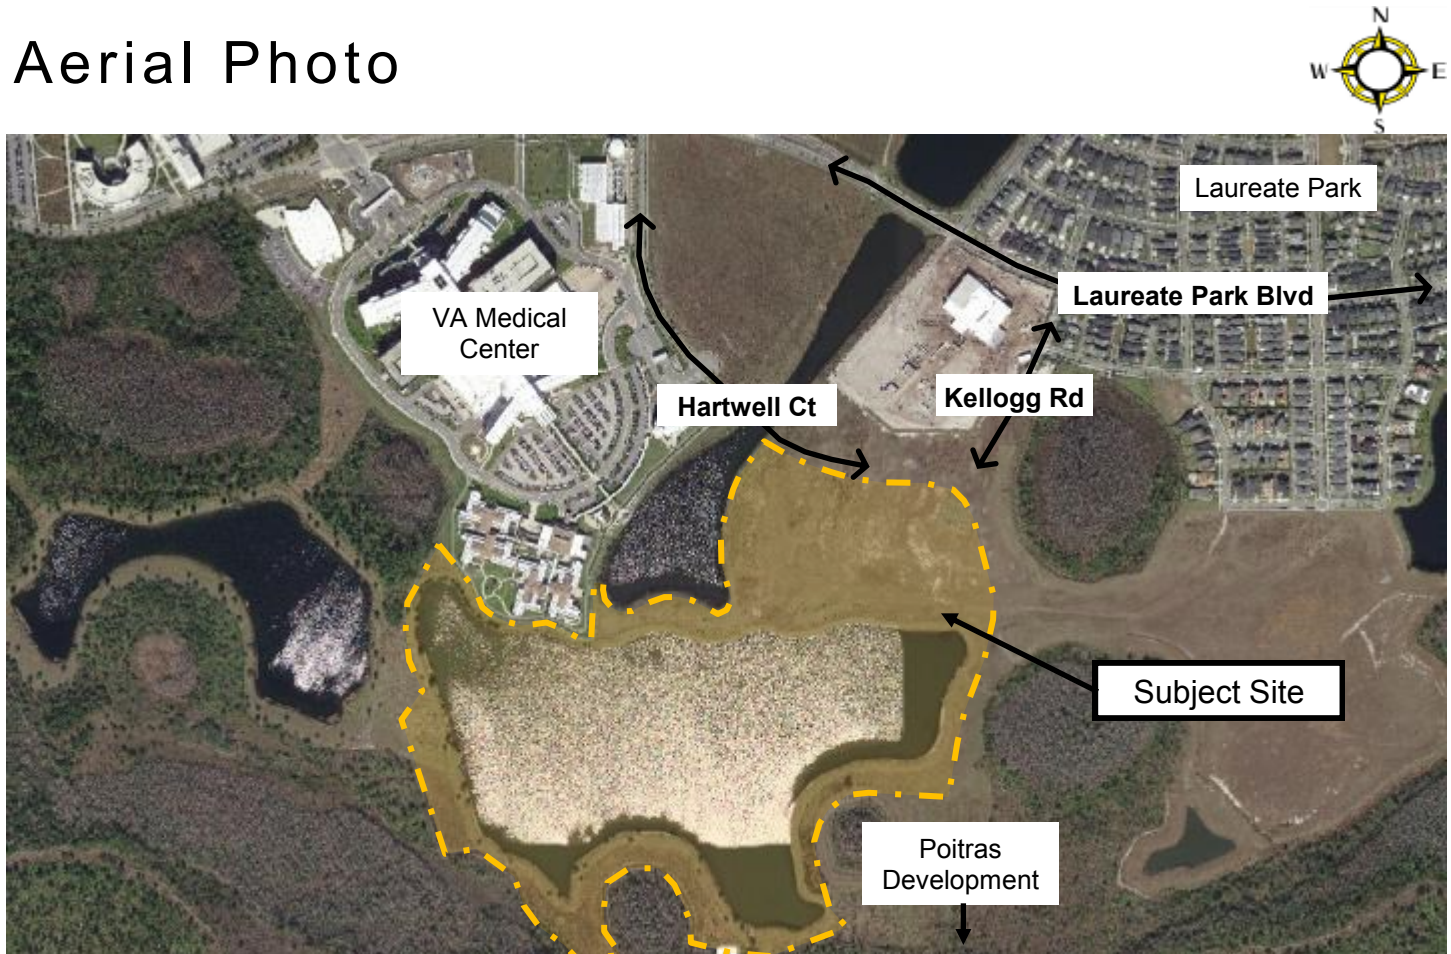 Aerial Photo
N
W
E
S
Laureate Park
Laureate Park Blvd
VA Medical
Center
Hartwell Ct
Kellogg Rd
Subject Site
Poitras
Development